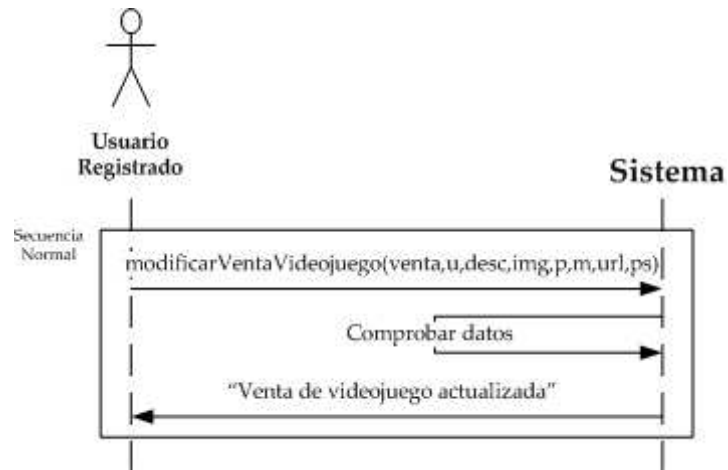 Usuario
Registrado
Sistema
Secuencia
Normal
modificarVentaVideojuego(venta,u,desc,img,p,m,url,ps)
Comprobar datos
“Venta de videojuego actualizada”